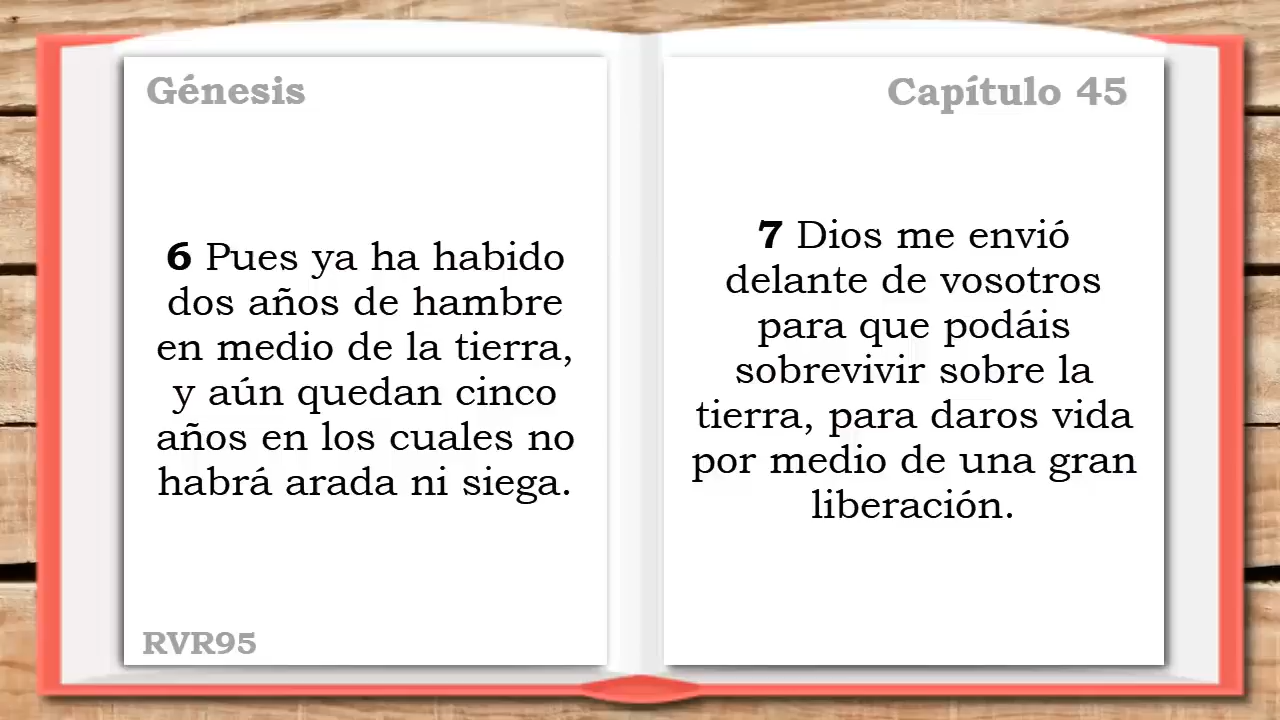 Génesis
6 Pues ya ha habido
dos años de hambre
en medio de la tierra,
y aún quedan cinco
años en los cuales no
habrá arada ni siega.
RVR95
Capítulo 45
7 Dios me envió
delante de vosotros
para que podáis
sobrevivir sobre la
tierra, para daros vida
por medio de una gran
liberación.